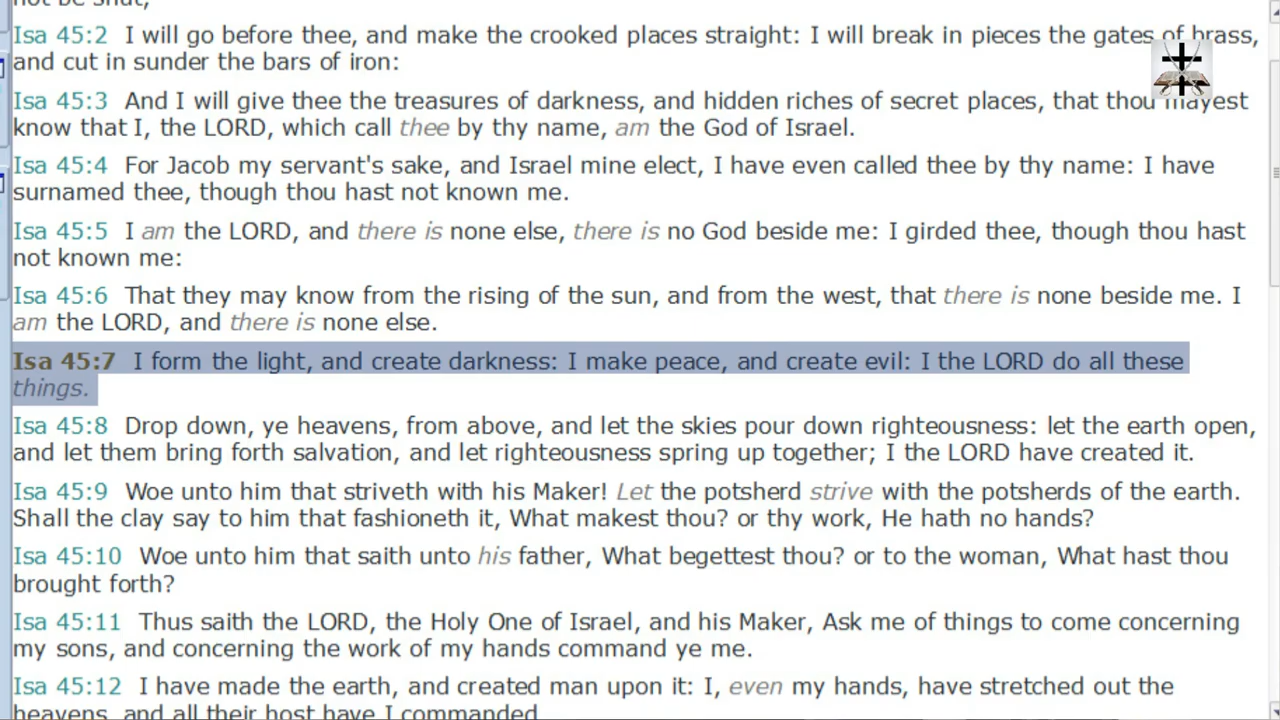 not be shut;
Isa 45:2 I will go before thee, and make the crooked places straight: I will break in pieces the gates of brass,
and cut in sunder the bars of iron:
Isa 45:3 And I will give thee the treasures of darkness, and hidden riches of secret places, that thou mayest
know that I, the LORD, which call thee by thy name, am the God of Israel.
Isa 45:4 For Jacob my servant's sake, and Israel mine elect, I have even called thee by thy name: I have
surnamed thee, though thou hast not known me.
Isa 45:5 I am the LORD, and there is none else, there is no God beside me: I girded thee, though thou hast
not known me:
Isa 45:6 That they may know from the rising of the sun, and from the west, that there is none beside me. I
am the LORD, and there is none else.
Isa 45:7 I form the light, and create darkness: I make peace, and create evil: I the LORD do all these
things.
Isa 45:8 Drop down, ye heavens, from above, and let the skies pour down righteousness: let the earth open,
and let them bring forth salvation, and let righteousness spring up together; I the LORD have created it.
Isa 45:9 Woe unto him that striveth with his Maker! Let the potsherd strive with the potsherds of the earth.
Shall the clay say to him that fashioneth it, What makest thou? or thy work, He hath no hands?
Isa 45:10 Woe unto him that saith unto his father, What begettest thou? or to the woman, What hast thou
brought forth?
Isa 45:11 Thus saith the LORD, the Holy One of Israel, and his Maker, Ask me of things to come concerning
my sons, and concerning the work of my hands command ye me.
Isa 45:12 I have made the earth, and created man upon it: I, even my hands, have stretched out the
heavens, and all their host have I commanded.